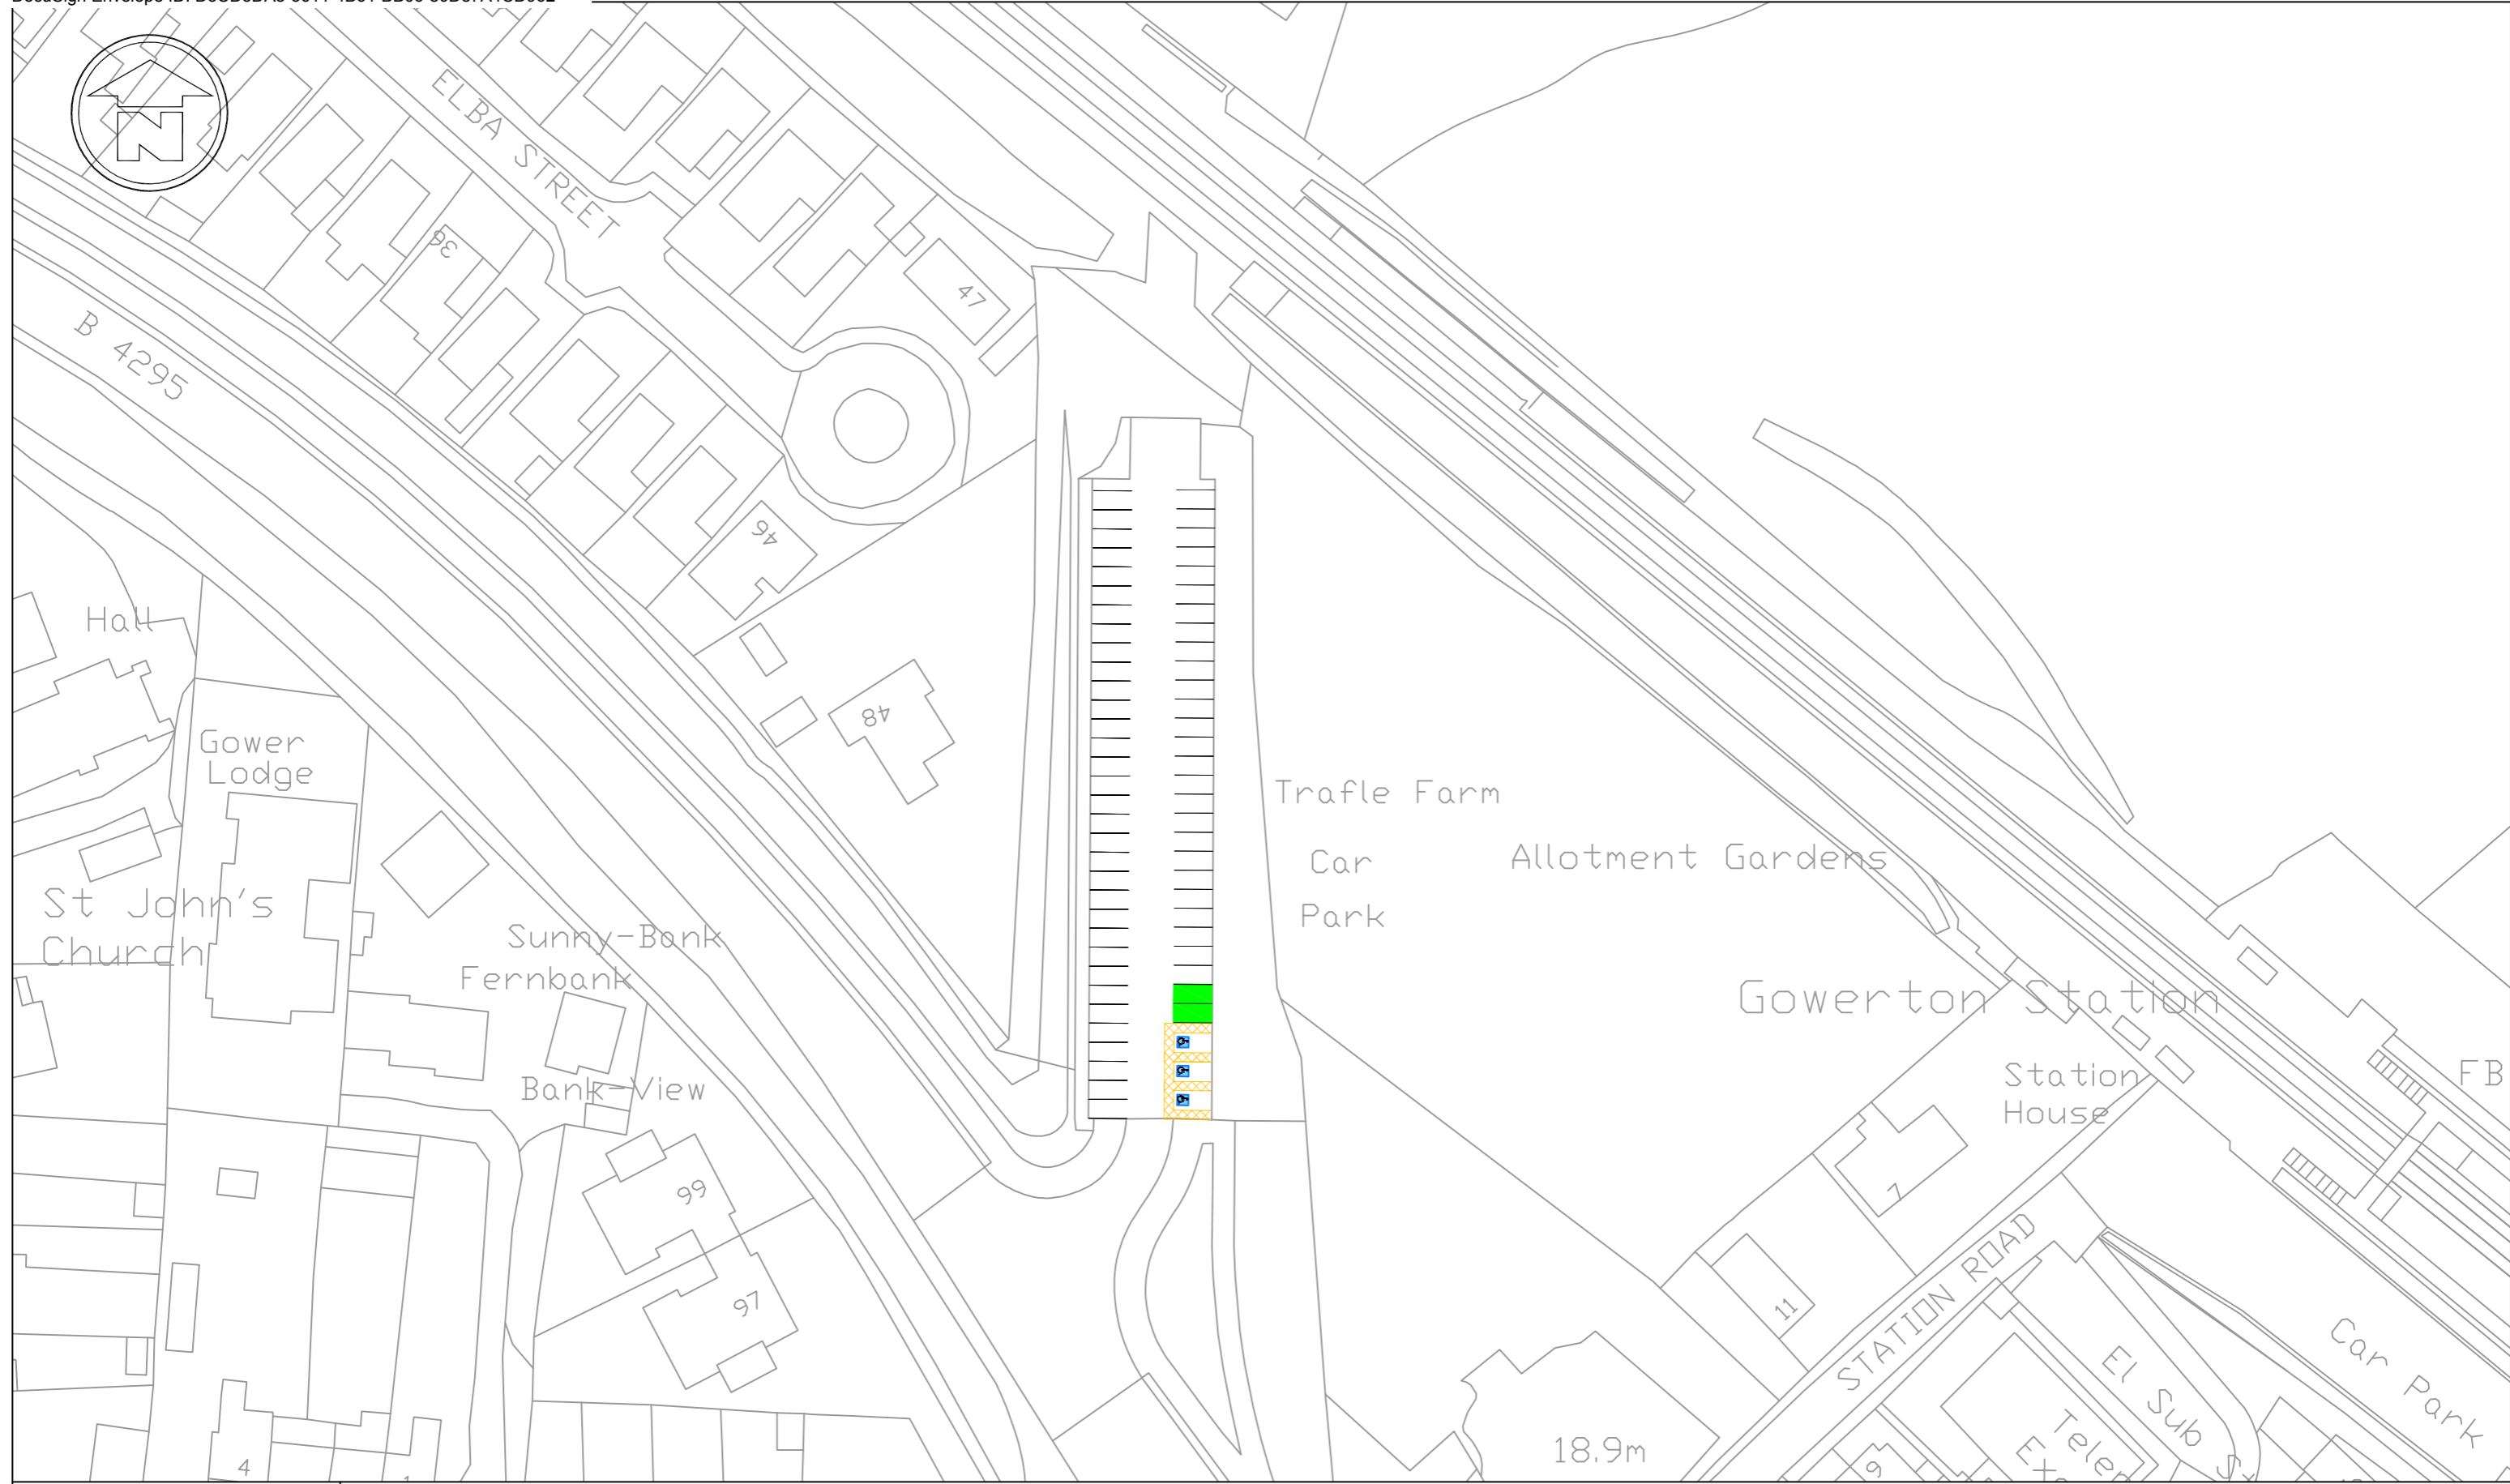 N
ELBA STREET
36
47
B 4295
46
Hall
48
Gower
Lodge
Trafle Farm
Car
Park
Allotment Gardens
St John's
Church
Sunny-Bank
Fernbank
Gowerton Station
Bank-View
Station
House
FB
99
97
7
11
STATION ROAD
Car Park
El Sub
18.9m
4